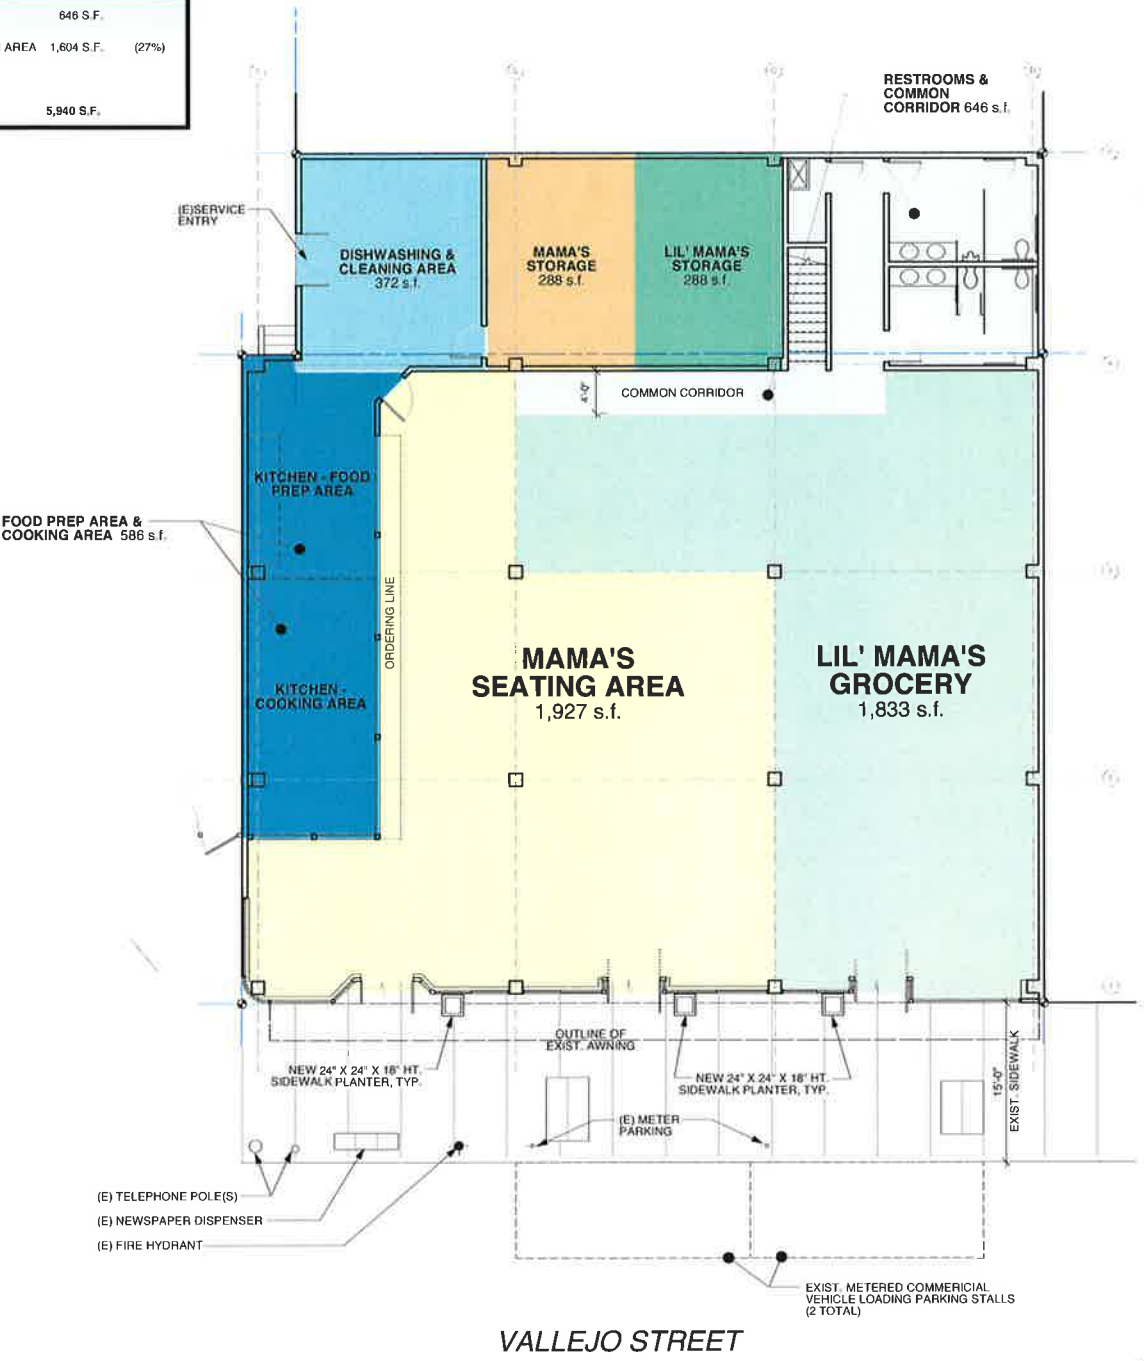 646 S.F.
AREA 1,604 S.F. (27%)
5,940 S.F.
RESTROOMS &
COMMON
CORRIDOR 646 s.f.
(E)SERVICE
ENTRY
DISHWASHING &
CLEANING AREA
372 s.f.
MAMA'S
STORAGE
288 s.f.
LIL' MAMA'S
STORAGE
288 s.f.
4'-0"
COMMON CORRIDOR
KITCHEN - FOOD
PREP AREA
FOOD PREP AREA &
COOKING AREA 586 s.f.
ORDERING LINE
KITCHEN -
COOKING AREA
MAMA'S
SEATING AREA
1,927 s.f.
LIL' MAMA'S
GROCERY
1,833 s.f.
OUTLINE OF
EXIST. AWNING
NEW 24" X 24" X 18" HT.
SIDEWALK PLANTER, TYP.
NEW 24" X 24" X 18" HT.
SIDEWALK PLANTER, TYP.
15'-0"
EXIST. SIDEWALK
(E) METER
PARKING
(E) TELEPHONE POLE(S)
(E) NEWSPAPER DISPENSER
(E) FIRE HYDRANT
EXIST. METERED COMMERICIAL
VEHICLE LOADING PARKING STALLS
(2 TOTAL)
VALLEJO STREET